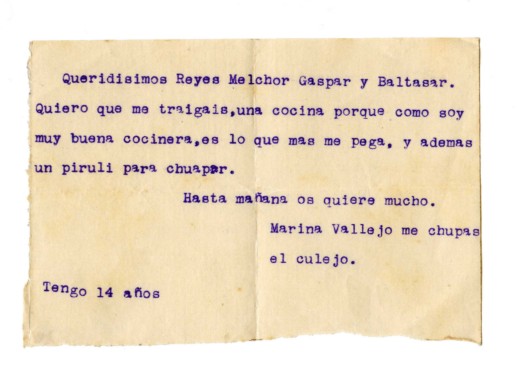 Queridisimos Reyes Melchor Gaspar y Baltasar.
Quiero que me traigais,una cocina porque como soy
muy buena cocinera,es lo que mas me pega, y ademas
un piruli para chuapar.
Hasta mañana os quiere mucho.
Marina Vallejo me chupas
el culejo.
Tengo 14 años